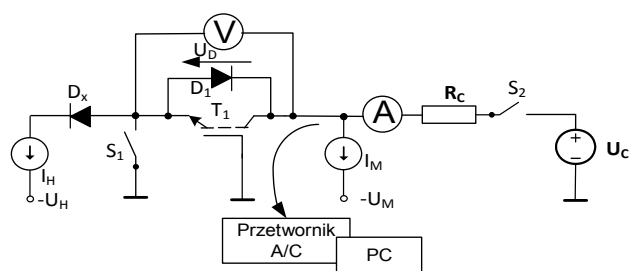 V
U_D
D_x
D_1
T_1
S_1
I_H
-U_H
A
R_C
S_2
I_M
-U_M
U_C
Przetwornik
A/C
PC